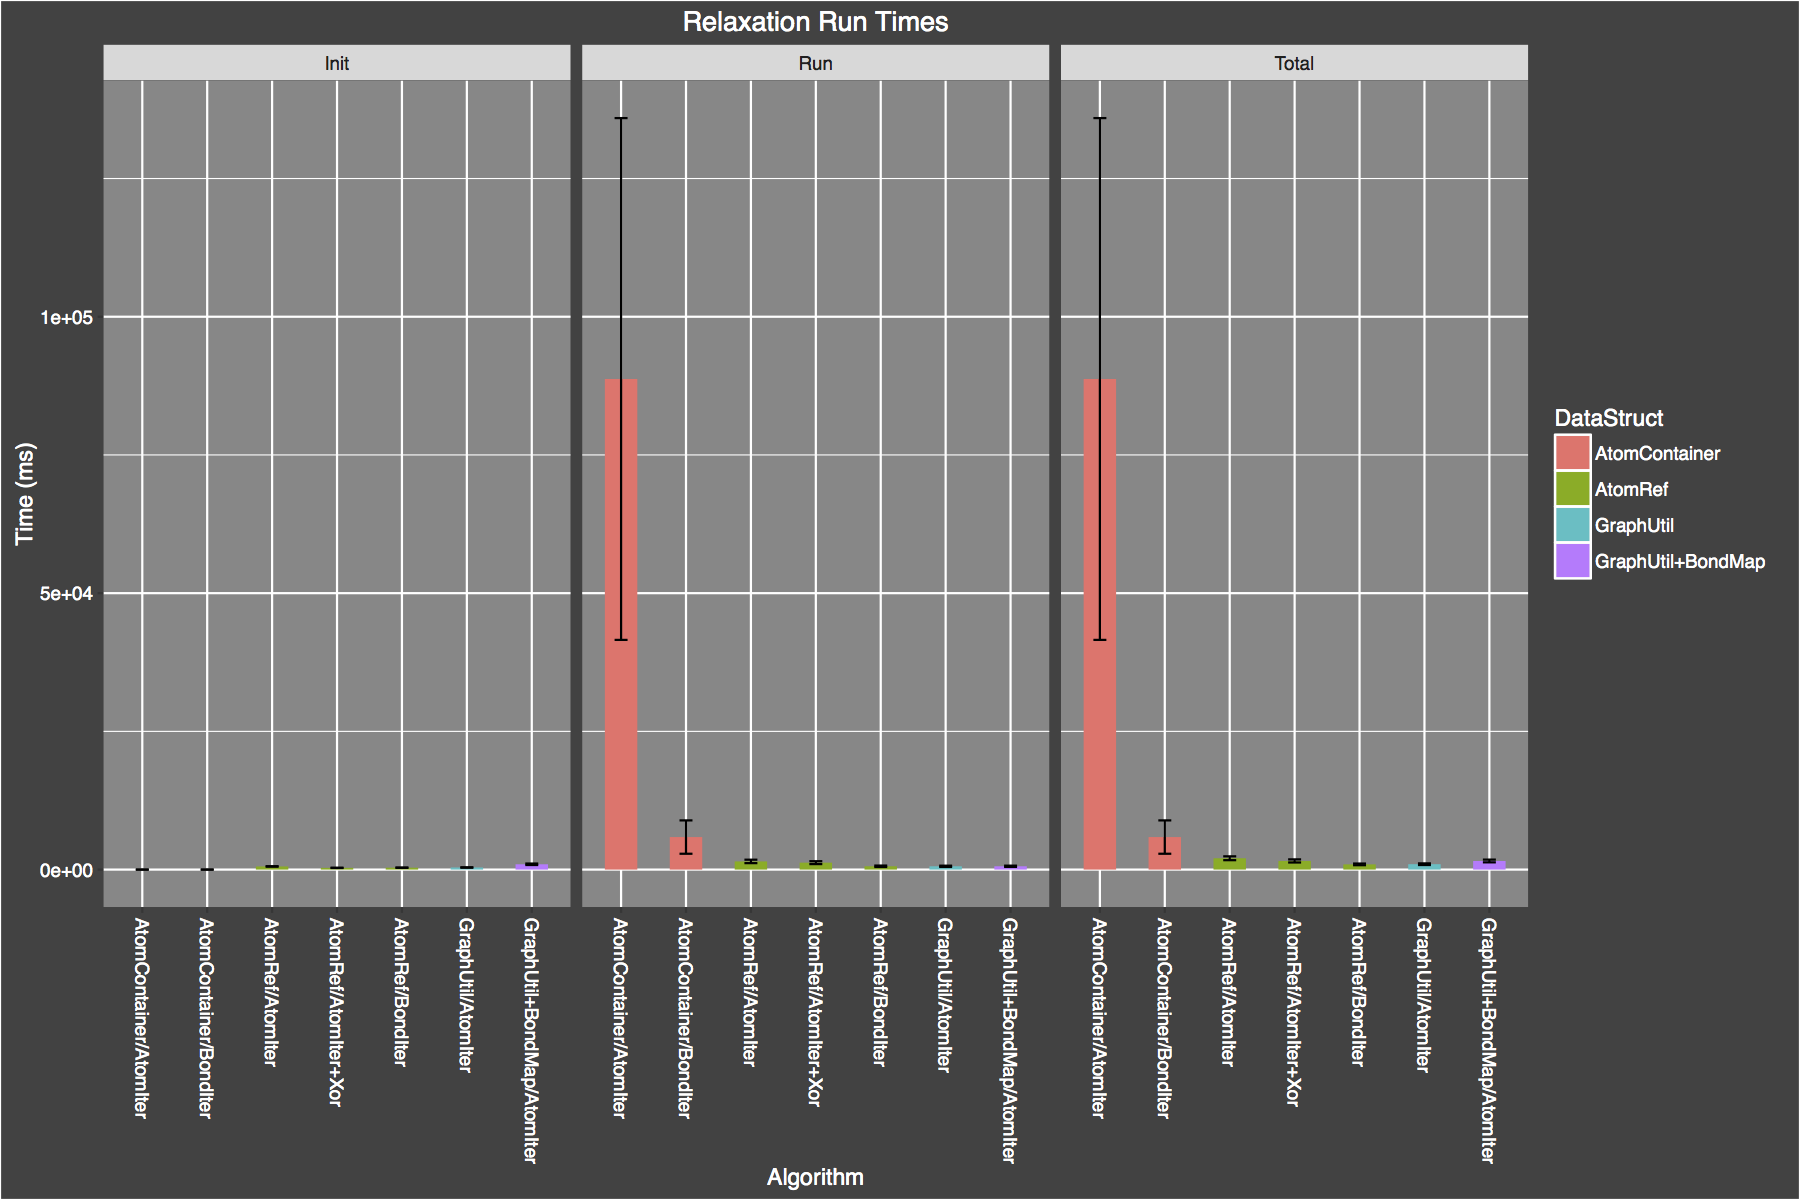 Relaxation Run Times
Init
Run
Total
Time (ms)
1e+05
5e+04
0e+00
AtomContainer/AtomIter
AtomContainer/BondIter
AtomRef/AtomIter
AtomRef/AtomIter+Xor
AtomRef/BondIter
GraphUtil/AtomIter
GraphUtil+BondMap/AtomIter
AtomContainer/AtomIter
AtomContainer/BondIter
AtomRef/AtomIter
AtomRef/AtomIter+Xor
AtomRef/BondIter
GraphUtil/AtomIter
GraphUtil+BondMap/AtomIter
AtomContainer/AtomIter
AtomContainer/BondIter
AtomRef/AtomIter
AtomRef/AtomIter+Xor
AtomRef/BondIter
GraphUtil/AtomIter
GraphUtil+BondMap/AtomIter
Algorithm
DataStruct
AtomContainer
AtomRef
GraphUtil
GraphUtil+BondMap